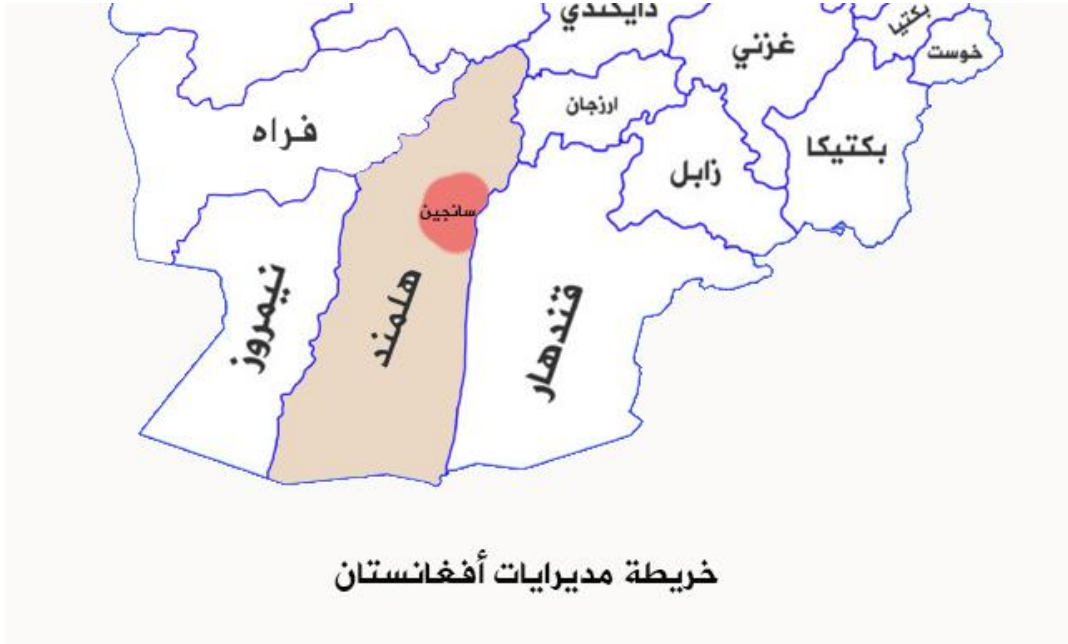 دايكندي
بكتيا
غزني
خوست
ارزجان
فراه
بكتيكا
زابل
سانجين
نيمروز
هلمند
قندهار
خريطة مديرايات أفغانستان